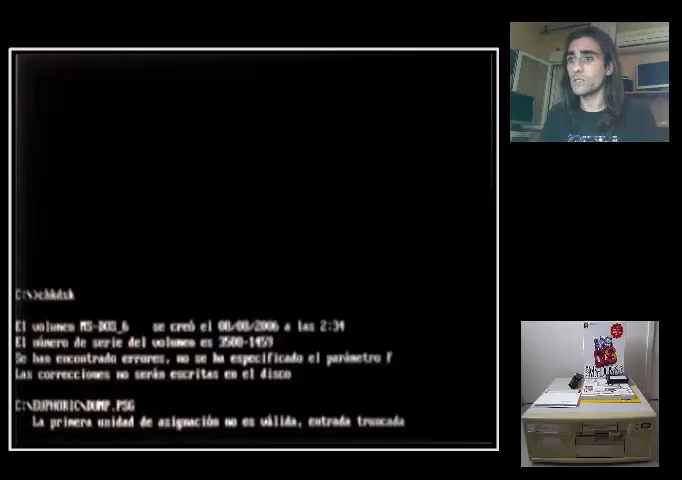 C:\>chkdsk
El volumen MS-DOS_6 se creó el 08/08/2006 a las 2:34
El número de serie del volumen es 3500-1459
Se han encontrado errores, no se ha especificado el parámetro F
Las correcciones no serán escritas en el disco
C:\EUPHORIC\DUMP.PSG
La primera unidad de asignación no es válida, entrada truncada